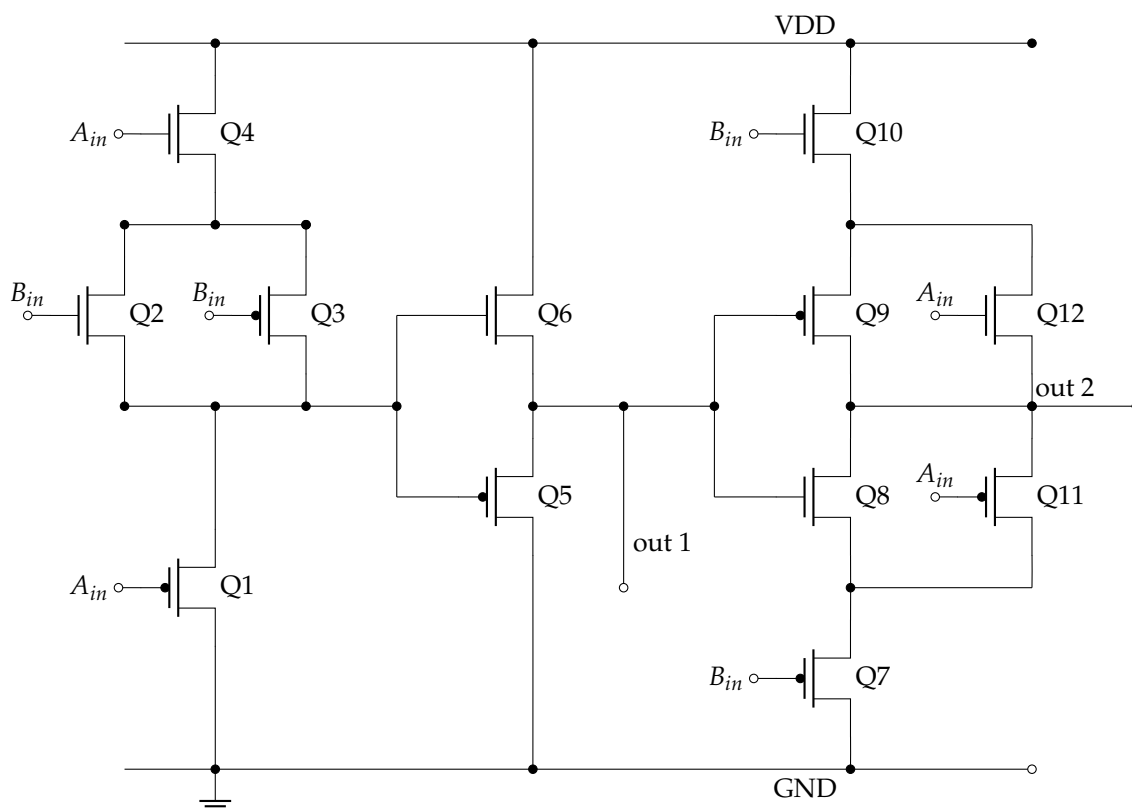 VDD
A_in
Q4
B_in
Q10
B_in
Q2
B_in
Q3
Q6
Q9
A_in
Q12
out 2
Q5
Q8
A_in
Q11
out 1
A_in
Q1
B_in
Q7
GND